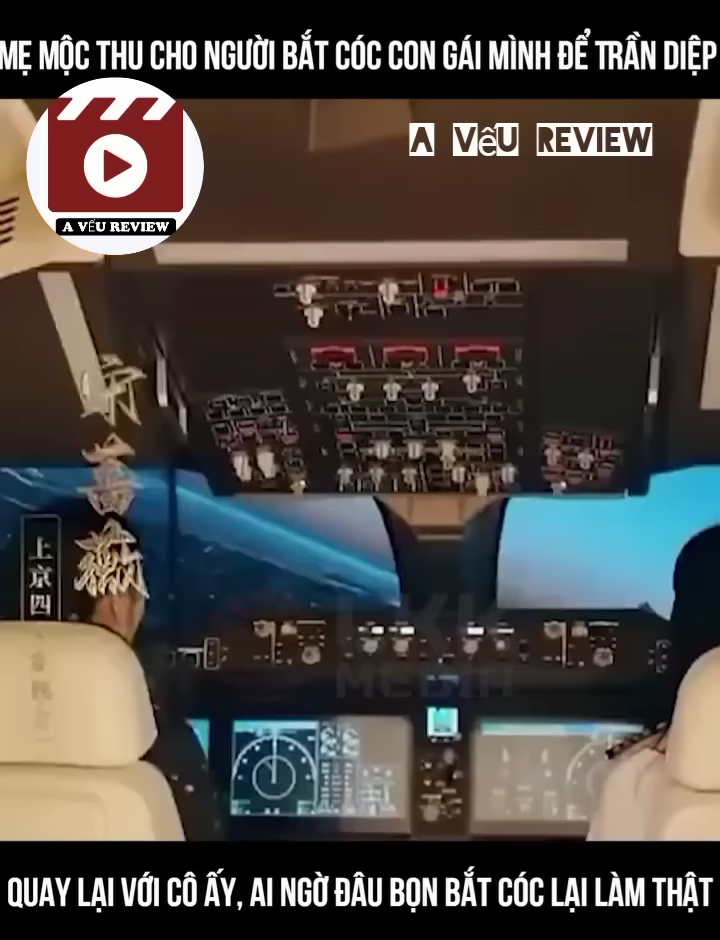 MẸ MỘC THU CHO NGƯỜI BẮT CÓC CON GÁI MÌNH ĐỂ TRẦN DIỆP
A VẾU REVIEW
A VẾU REVIEW
上京四
MEDIA
QUAY LẠI VỚI CÔ ẤY, AI NGỜ ĐÂU BỌN BẮT CÓC LẠI LÀM THẬT